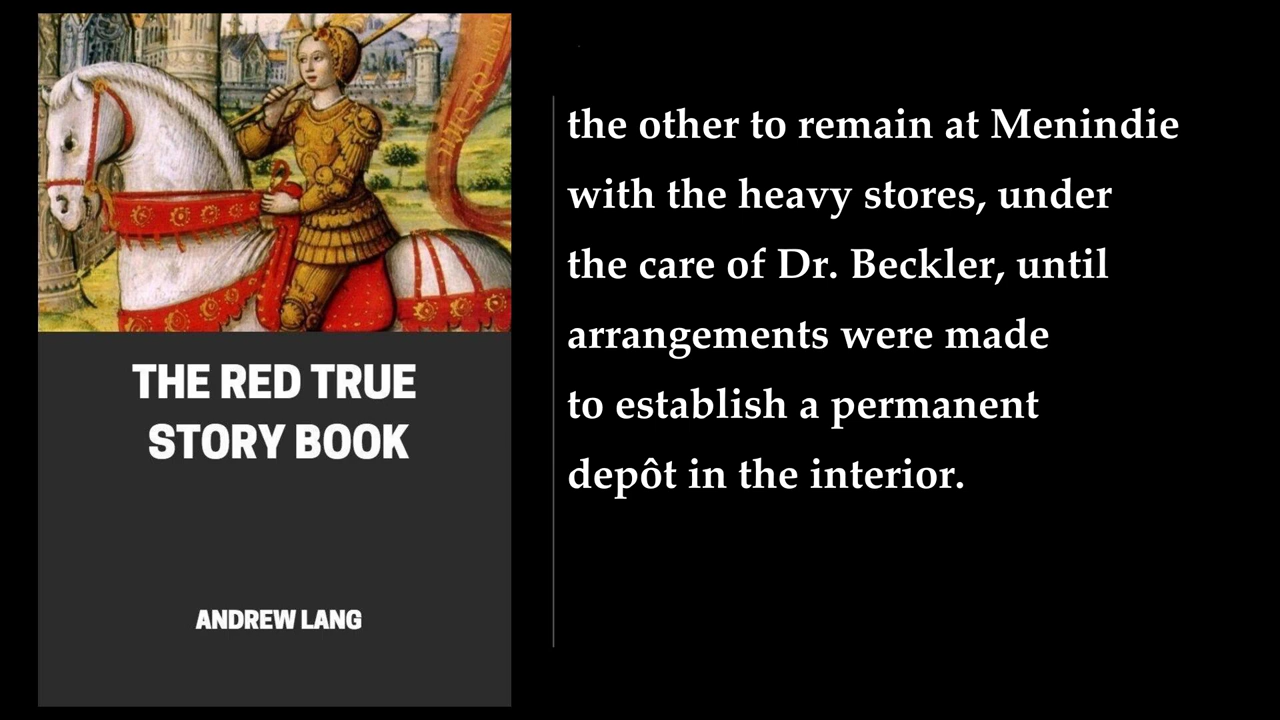 THE RED TRUE
STORY BOOK
ANDREW LANG
the other to remain at Menindie
with the heavy stores, under
the care of Dr. Beckler, until
arrangements were made
to establish a permanent
depôt in the interior.